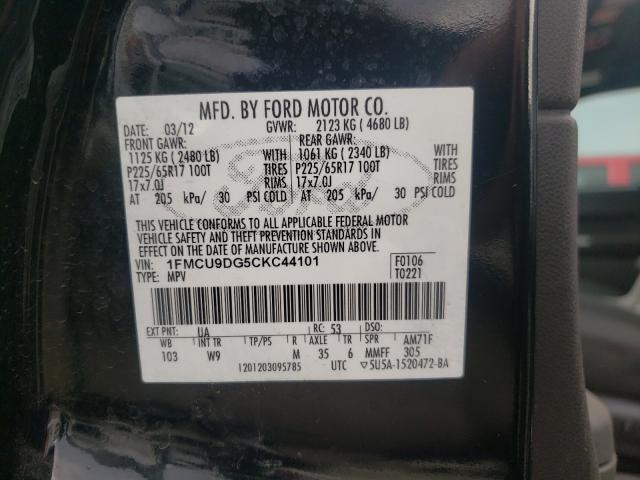 MFD. BY FORD MOTOR CO.
DATE: 03/12 GVWR: 2123 KG ( 4680 LB)
FRONT GAWR: REAR GAWR:
1125 KG ( 2480 LB) WITH 1061 KG ( 2340 LB) WITH
P225/65R17 100T TIRES P225/65R17 100T TIRES
17x7.0J RIMS 17x7.0J RIMS
AT 205 kPa/ 30 PSI COLD AT 205 kPa/ 30 PSI COLD
THIS VEHICLE CONFORMS TO ALL APPLICABLE FEDERAL MOTOR
VEHICLE SAFETY AND THEFT PREVENTION STANDARDS IN
EFFECT ON THE DATE OF MANUFACTURE SHOWN ABOVE.
VIN: 1FMCU9DG5CKC44101 F0106
TYPE: MPV T0221
EXT PNT: UA RC: 53 DSO:
WB INT TR TP/PS R AXLE TR SPR AM71F
103 W9 M 35 6 MMFF 305
1201203095785 UTC 5U5A-1520472-BA
Ford